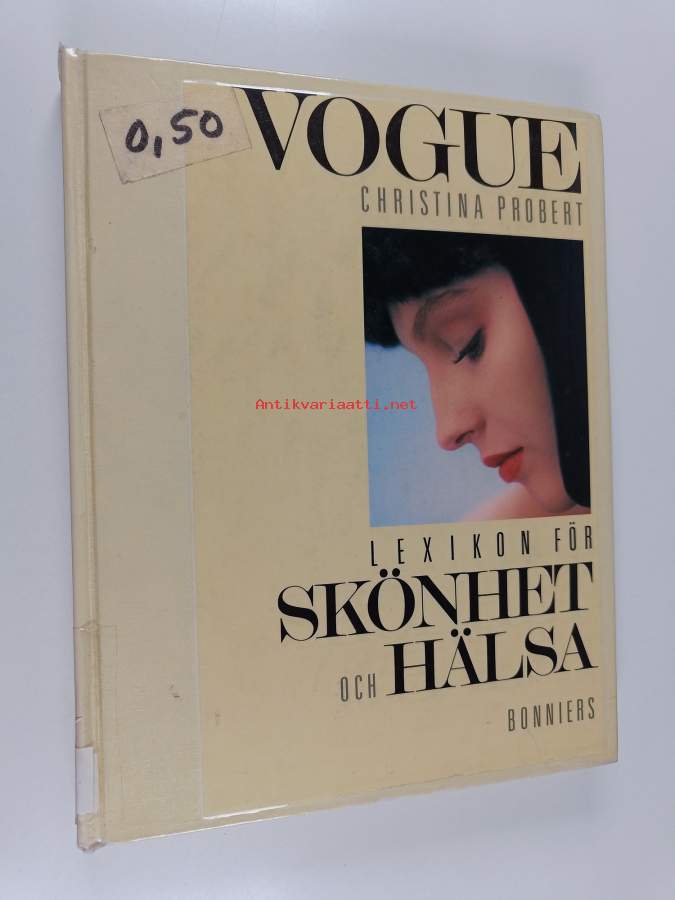 0,50
VOGUE
CHRISTINA PROBERT
Antikvariaatti.net
LEXIKON FÖR
SKÖNHET
OCH HÄLSA
BONNIERS